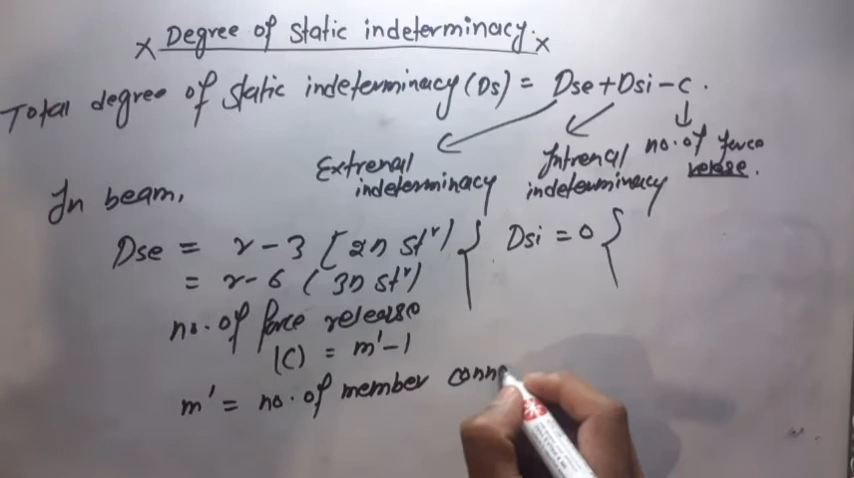 x Degree of static indeterminacy. x
Total degree of static indeterminacy (Ds) = Dse + Dsi - C.
Extrenal indeterminacy
Intrenal indeterminacy
no. of force relese.
In beam,
Dse = r - 3 [2D strr) } Dsi = 0 }
= r - 6 (3D strr)
no. of force release
(C) = m' - 1
m' = no. of member conn